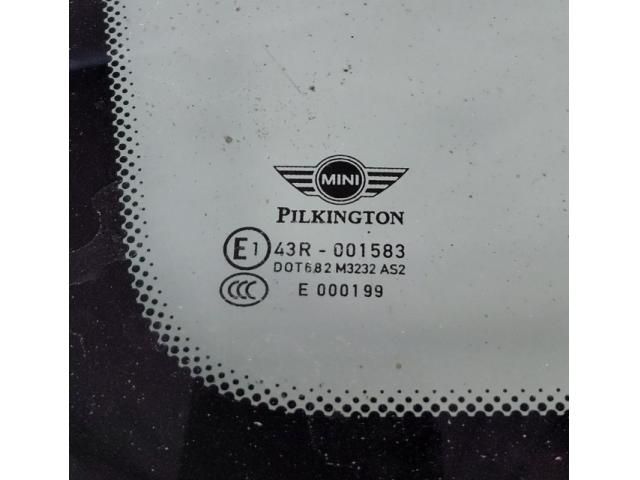 MINI
PILKINGTON
E1 43R - 001583
DOT682 M3232 AS2
CCC E 000199